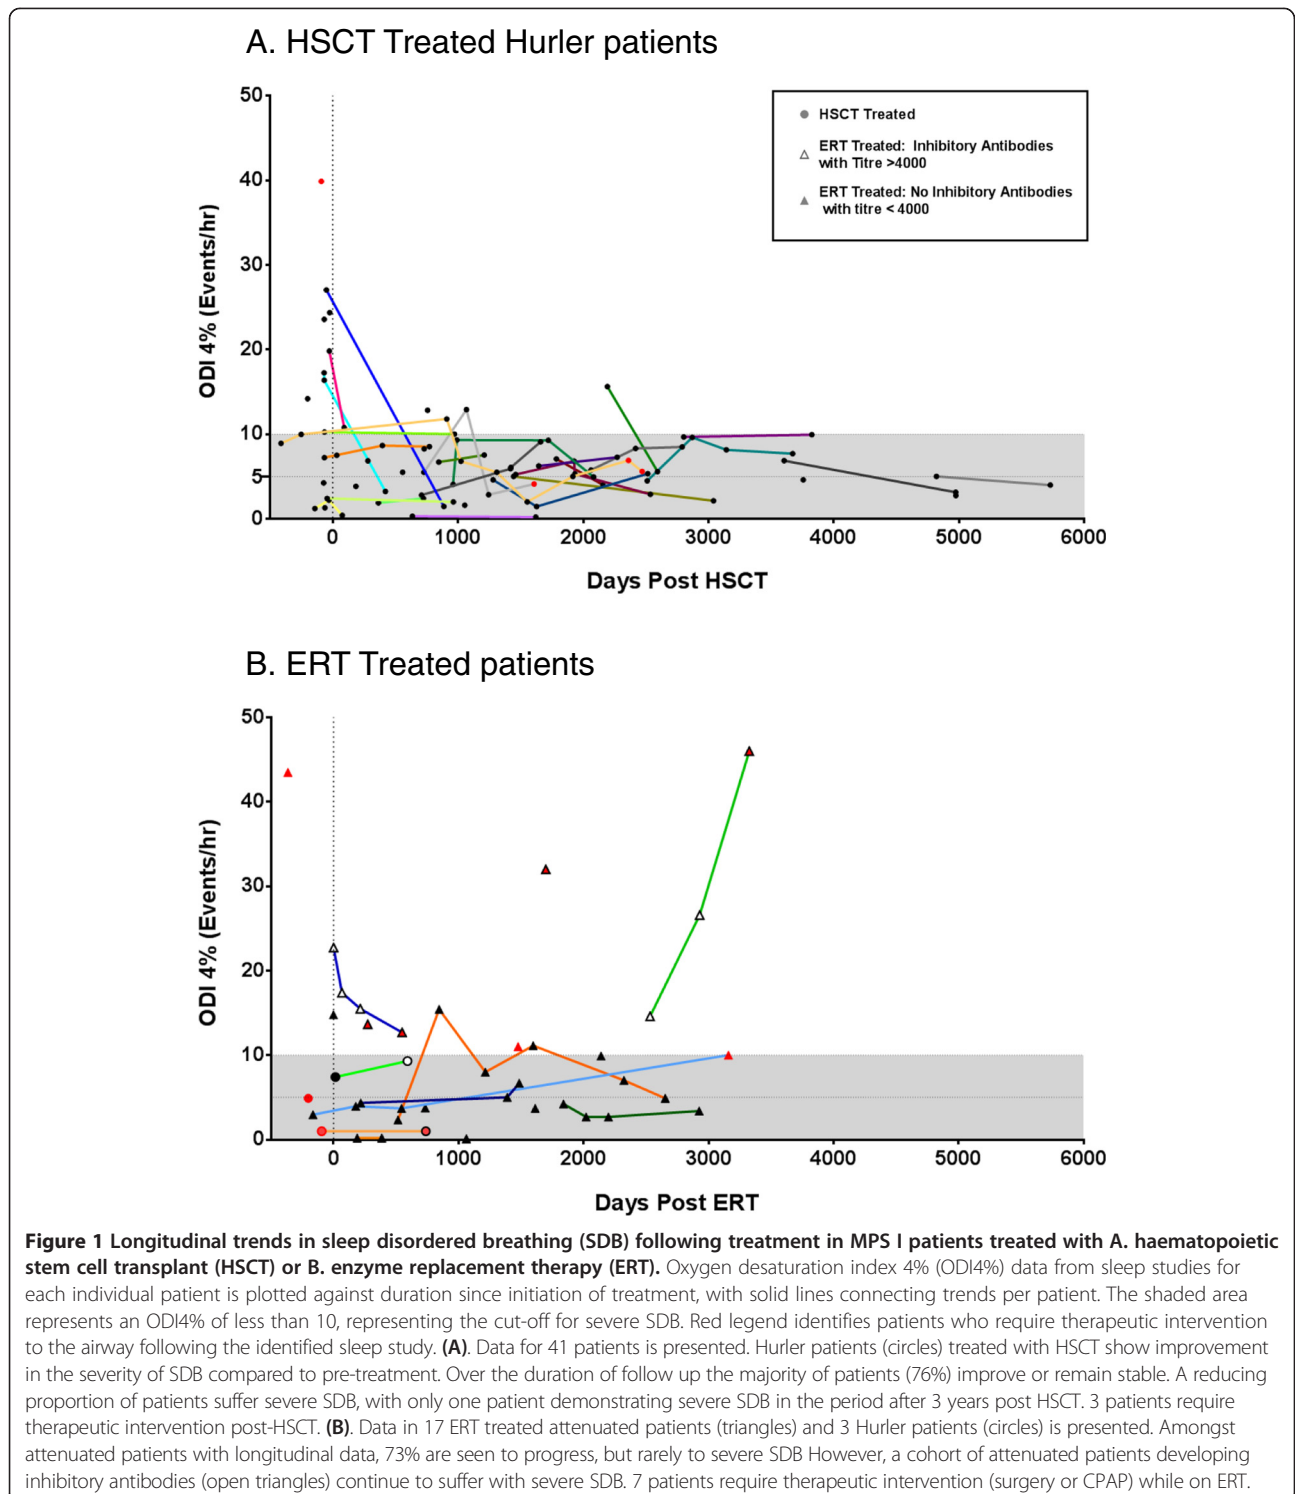 A. HSCT Treated Hurler patients
50
40
30
20
10
5
0
ODI 4% (Events/hr)
HSCT Treated
ERT Treated: Inhibitory Antibodies
with Titre >4000
ERT Treated: No Inhibitory Antibodies
with titre < 4000
0 1000 2000 3000 4000 5000 6000
Days Post HSCT
B. ERT Treated patients
50
40
30
20
10
5
0
ODI 4% (Events/hr)
0 1000 2000 3000 4000 5000 6000
Days Post ERT
Figure 1 Longitudinal trends in sleep disordered breathing (SDB) following treatment in MPS I patients treated with A. haematopoietic
stem cell transplant (HSCT) or B. enzyme replacement therapy (ERT). Oxygen desaturation index 4% (ODI4%) data from sleep studies for
each individual patient is plotted against duration since initiation of treatment, with solid lines connecting trends per patient. The shaded area
represents an ODI4% of less than 10, representing the cut-off for severe SDB. Red legend identifies patients who require therapeutic intervention
to the airway following the identified sleep study. (A). Data for 41 patients is presented. Hurler patients (circles) treated with HSCT show improvement
in the severity of SDB compared to pre-treatment. Over the duration of follow up the majority of patients (76%) improve or remain stable. A reducing
proportion of patients suffer severe SDB, with only one patient demonstrating severe SDB in the period after 3 years post HSCT. 3 patients require
therapeutic intervention post-HSCT. (B). Data in 17 ERT treated attenuated patients (triangles) and 3 Hurler patients (circles) is presented. Amongst
attenuated patients with longitudinal data, 73% are seen to progress, but rarely to severe SDB However, a cohort of attenuated patients developing
inhibitory antibodies (open triangles) continue to suffer with severe SDB. 7 patients require therapeutic intervention (surgery or CPAP) while on ERT.